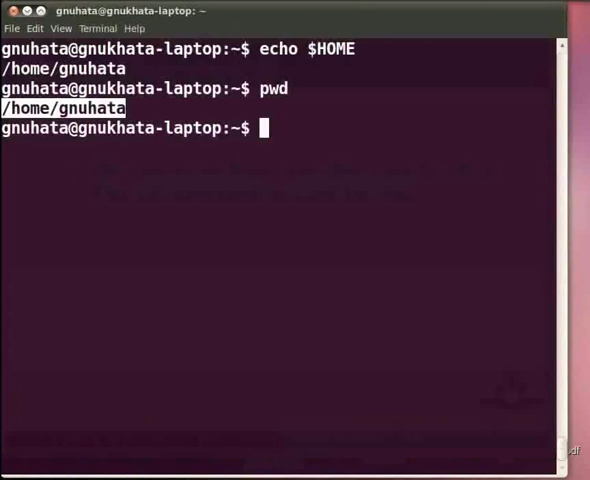 gnuhata@gnukhata-laptop: ~
File Edit View Terminal Help
gnuhata@gnukhata-laptop:~$ echo $HOME
/home/gnuhata
gnuhata@gnukhata-laptop:~$ pwd
/home/gnuhata
gnuhata@gnukhata-laptop:~$